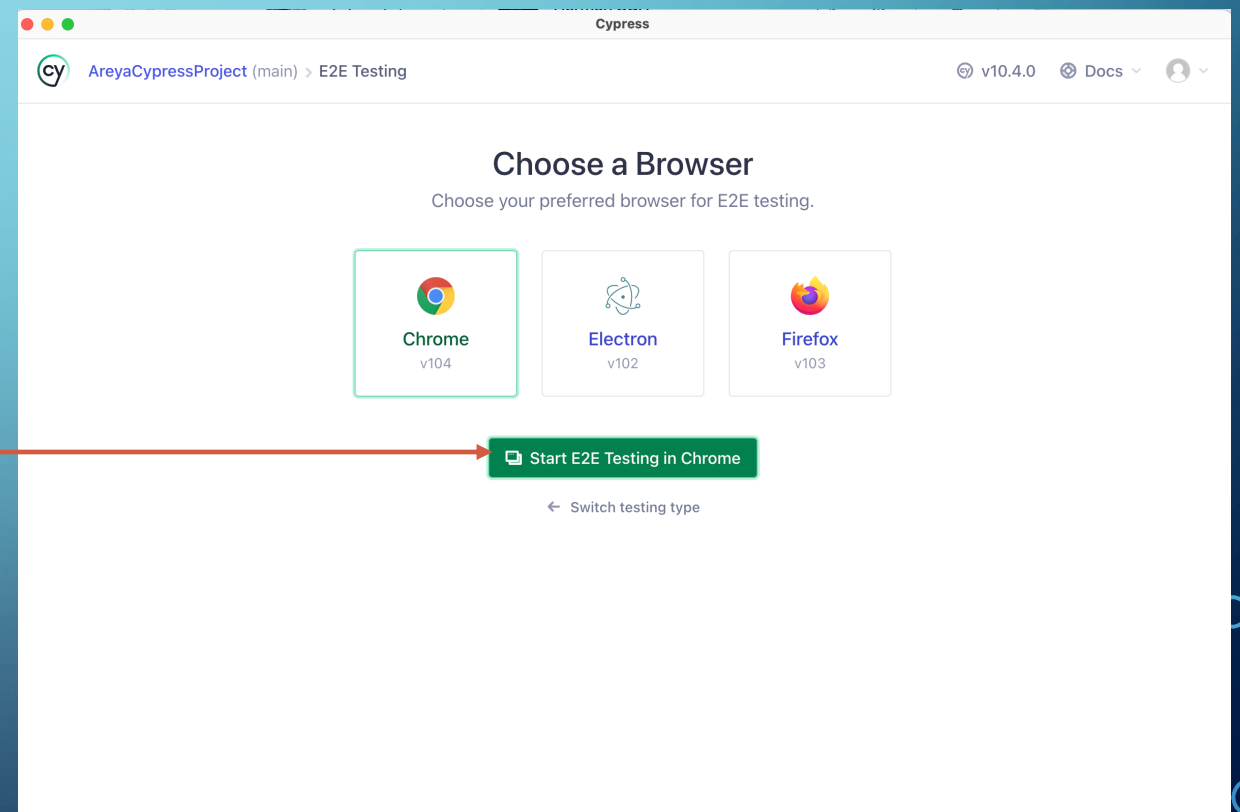 Cypress
cy AreyaCypressProject (main) > E2E Testing
cy v10.4.0 Docs
Choose a Browser
Choose your preferred browser for E2E testing.
Chrome Electron Firefox
v104 v102 v103
Start E2E Testing in Chrome
← Switch testing type